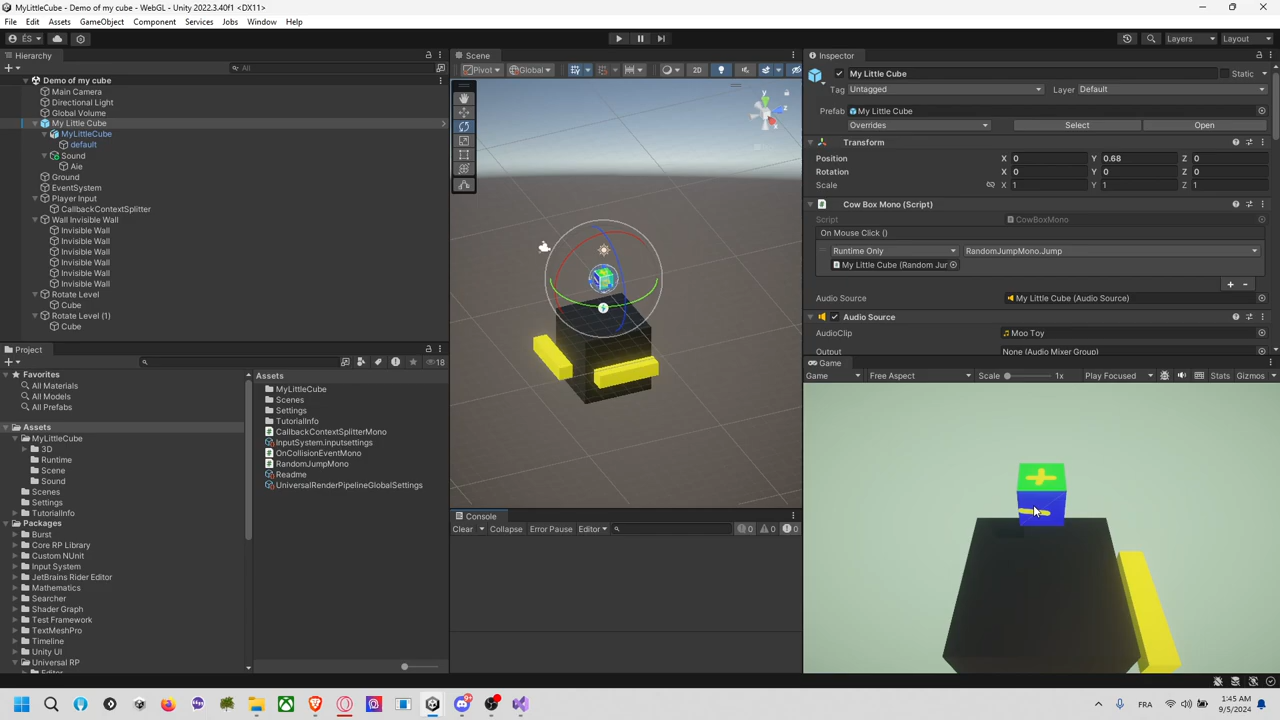 MyLittleCube - Demo of my cube - WebGL - Unity 2022.3.40f1 <DX11>
File Edit Assets GameObject Component Services Jobs Window Help
ÉS Layers Layout
Hierarchy
All
Demo of my cube
Main Camera
Directional Light
Global Volume
My Little Cube
MyLittleCube
default
Sound
Aie
Ground
EventSystem
Player Input
CallbackContextSplitter
Wall Invisible Wall
Invisible Wall
Invisible Wall
Invisible Wall
Invisible Wall
Invisible Wall
Invisible Wall
Rotate Level
Cube
Rotate Level (1)
Cube
Project
18
Favorites
All Materials
All Models
All Prefabs
Assets
MyLittleCube
3D
Runtime
Scene
Sound
Scenes
Settings
TutorialInfo
Packages
Burst
Core RP Library
Custom NUnit
Input System
JetBrains Rider Editor
Mathematics
Searcher
Shader Graph
Test Framework
TextMeshPro
Timeline
Unity UI
Universal RP
Editor
Assets
MyLittleCube
Scenes
Settings
TutorialInfo
CallbackContextSplitterMono
InputSystem.inputsettings
OnCollisionEventMono
RandomJumpMono
Readme
UniversalRenderPipelineGlobalSettings
Scene
Pivot Global 2D
y
z
Console
Clear Collapse Error Pause Editor 0 0 0
Inspector
My Little Cube Static
Tag Untagged Layer Default
Prefab My Little Cube
Overrides Select Open
Transform
Position X 0 Y 0.68 Z 0
Rotation X 0 Y 0 Z 0
Scale X 1 Y 1 Z 1
Cow Box Mono (Script)
Script CowBoxMono
On Mouse Click ()
Runtime Only RandomJumpMono.Jump
My Little Cube (Random Jur
Audio Source My Little Cube (Audio Source)
Audio Source
AudioClip Moo Toy
Output None (Audio Mixer Group)
Game
Game Free Aspect Scale 1x Play Focused Stats Gizmos
9+
FR
1:45 AM
9/5/2024